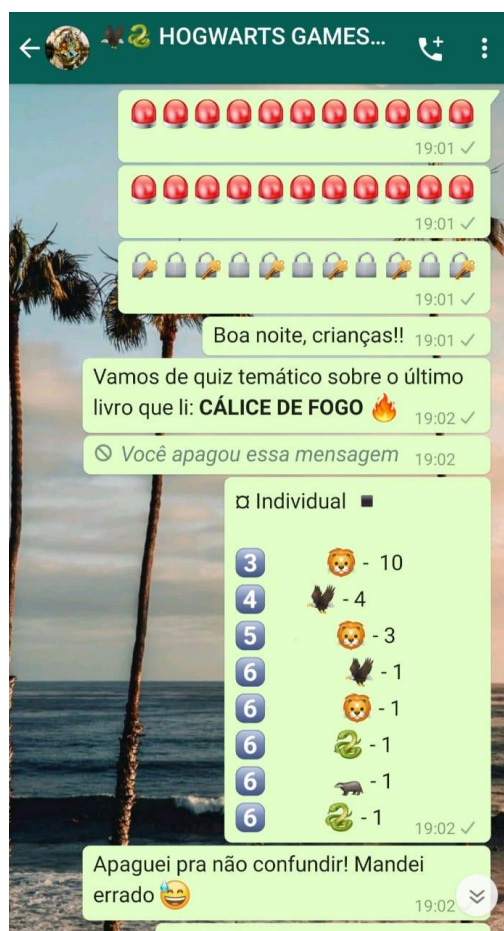 🦅🐍 HOGWARTS GAMES...
🚨🚨🚨🚨🚨🚨🚨🚨🚨🚨🚨
19:01
🚨🚨🚨🚨🚨🚨🚨🚨🚨🚨🚨
19:01
🔐🔒🔐🔒🔐🔒🔐🔒🔐🔒🔐
19:01
Boa noite, crianças!! 19:01
Vamos de quiz temático sobre o último
livro que li: CÁLICE DE FOGO 🔥 19:02
Você apagou essa mensagem 19:02
¤ Individual ▪️
3️⃣ 🦁 - 10
4️⃣ 🦅 - 4
5️⃣ 🦁 - 3
6️⃣ 🦅 - 1
6️⃣ 🦁 - 1
6️⃣ 🐍 - 1
6️⃣ 🦡 - 1
6️⃣ 🐍 - 1
19:02
Apaguei pra não confundir! Mandei
errado 😅 19:02